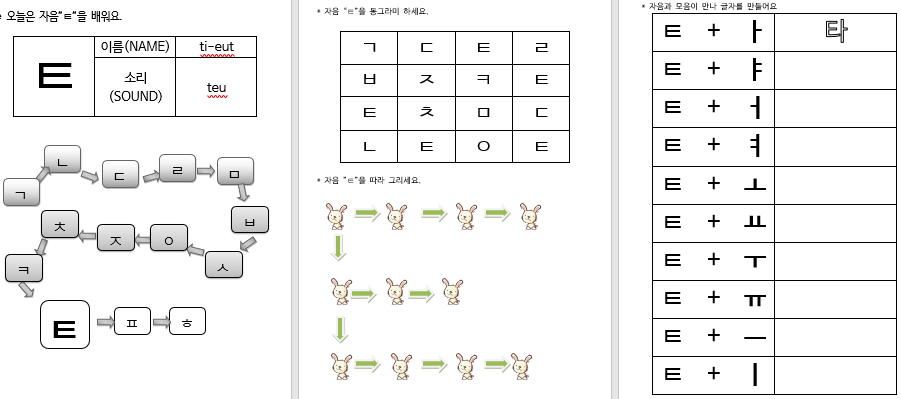 * 오늘은 자음"ㅌ"을 배워요.
ㅌ
이름(NAME) ti-eut
소리
(SOUND)
teu
ㄱ ㄴ ㄷ ㄹ ㅁ
ㅂ ㅅ ㅇ ㅈ ㅊ
ㅋ
ㅌ ㅍ ㅎ
* 자음 "ㅌ"을 동그라미 하세요.
ㄱ ㄷ ㅌ ㄹ
ㅂ ㅈ ㅋ ㅌ
ㅌ ㅊ ㅁ ㄷ
ㄴ ㅌ ㅇ ㅌ
* 자음 "ㅌ"을 따라 그리세요.
* 자음과 모음이 만나 글자를 만들어요
ㅌ + ㅏ 타
ㅌ + ㅑ
ㅌ + ㅓ
ㅌ + ㅕ
ㅌ + ㅗ
ㅌ + ㅛ
ㅌ + ㅜ
ㅌ + ㅠ
ㅌ + ㅡ
ㅌ + ㅣ